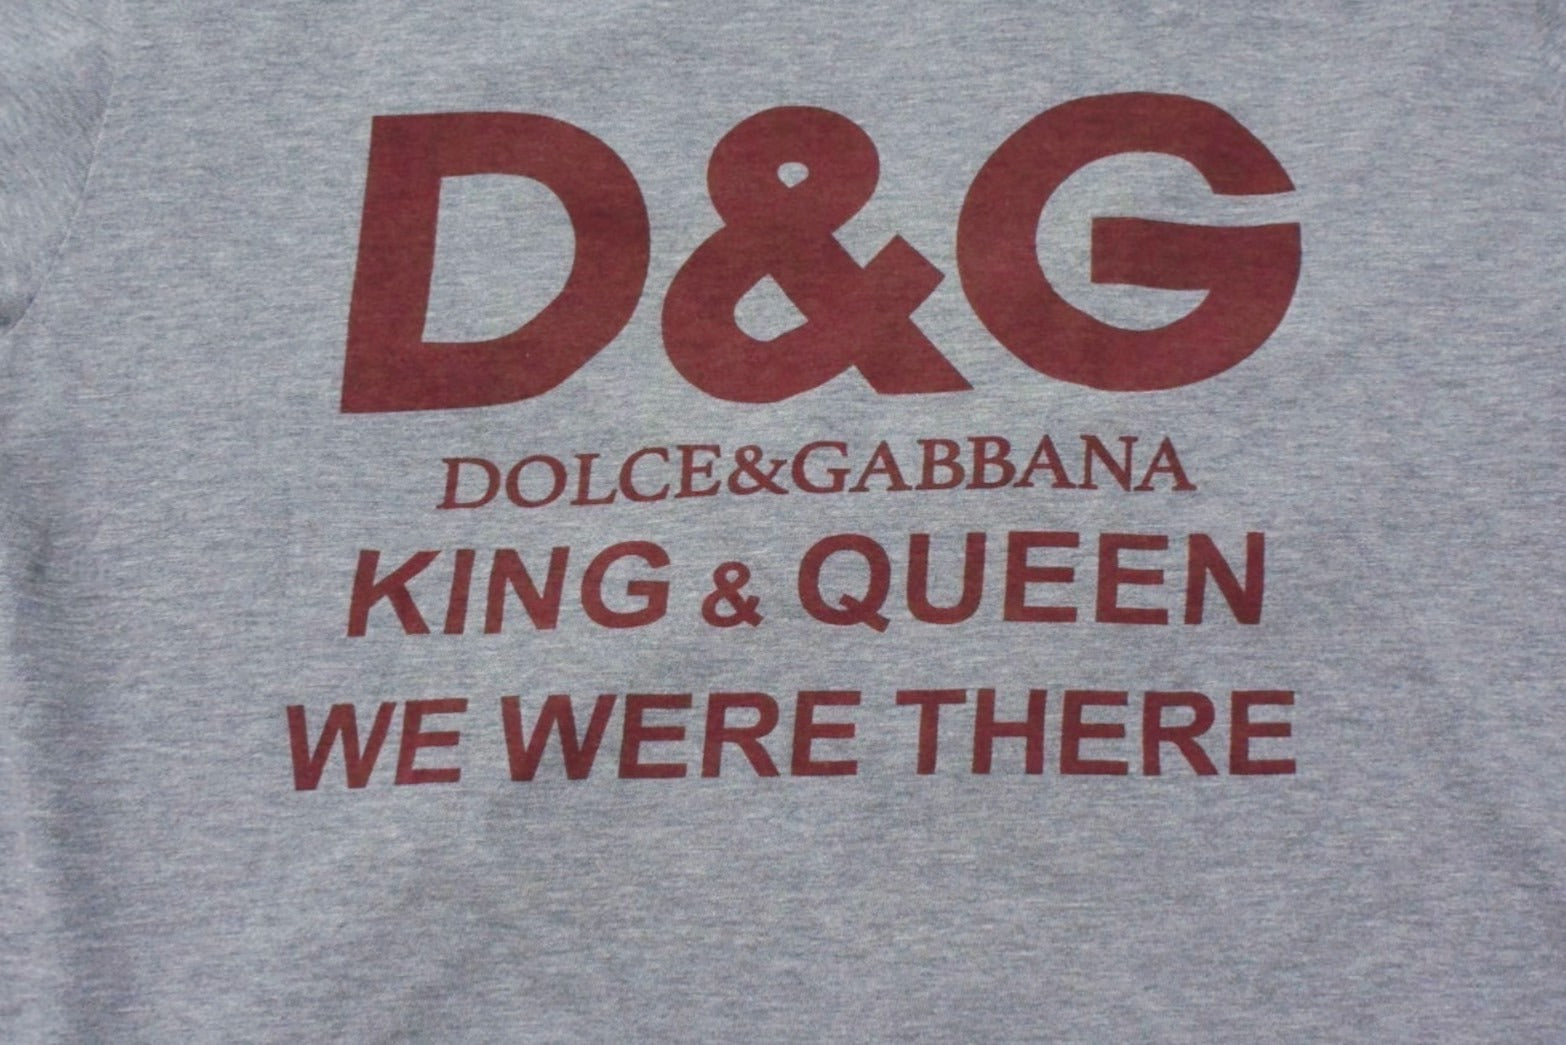 D&G
DOLCE&GABBANA
KING & QUEEN
WE WERE THERE